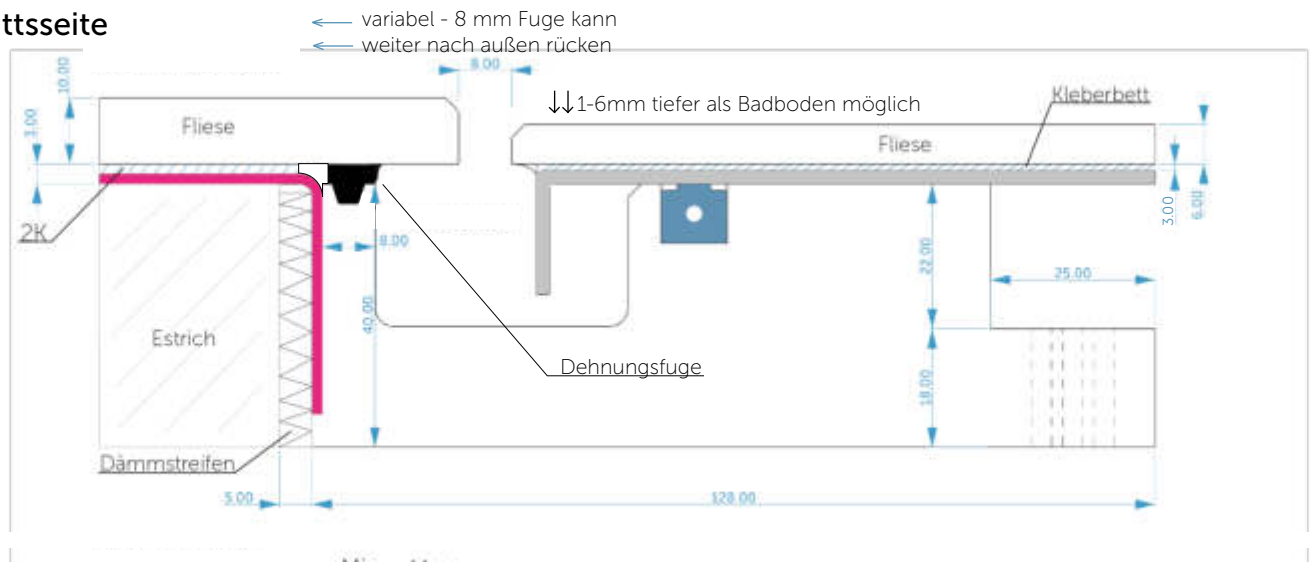 ttsseite
variabel - 8 mm Fuge kann
weiter nach außen rücken
8.00
10.00
↓↓1-6mm tiefer als Badboden möglich
Kleberbett
3.00
Fliese
Fliese
2K
8.00
3.00
6.00
22.00
25.00
40.00
Estrich
Dehnungsfuge
18.00
Dämmstreifen
5.00
128.00